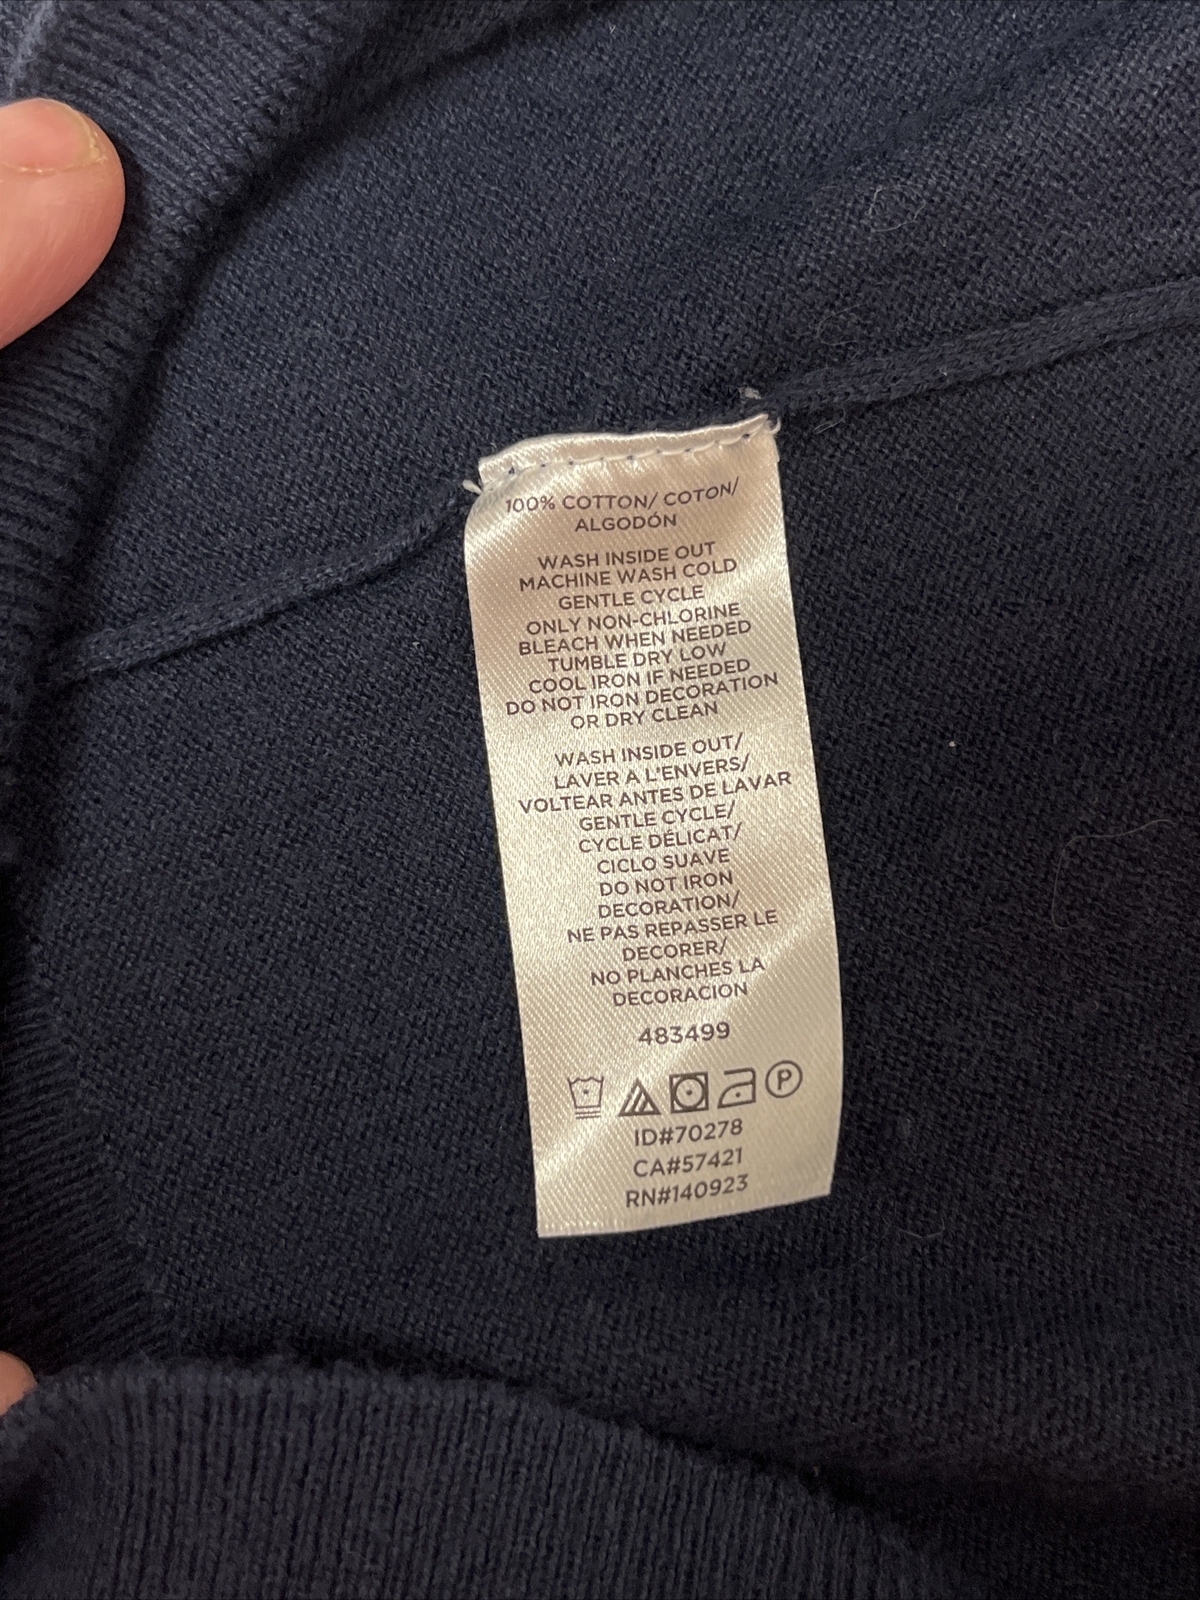 100% COTTON/ COTON/
ALGODÓN
WASH INSIDE OUT
MACHINE WASH COLD
GENTLE CYCLE
ONLY NON-CHLORINE
BLEACH WHEN NEEDED
TUMBLE DRY LOW
COOL IRON IF NEEDED
DO NOT IRON DECORATION
OR DRY CLEAN
WASH INSIDE OUT/
LAVER A L'ENVERS/
VOLTEAR ANTES DE LAVAR
GENTLE CYCLE/
CYCLE DÉLICAT/
CICLO SUAVE
DO NOT IRON
DECORATION/
NE PAS REPASSER LE
DECORER/
NO PLANCHES LA
DECORACION
483499
P
ID#70278
CA#57421
RN#140923